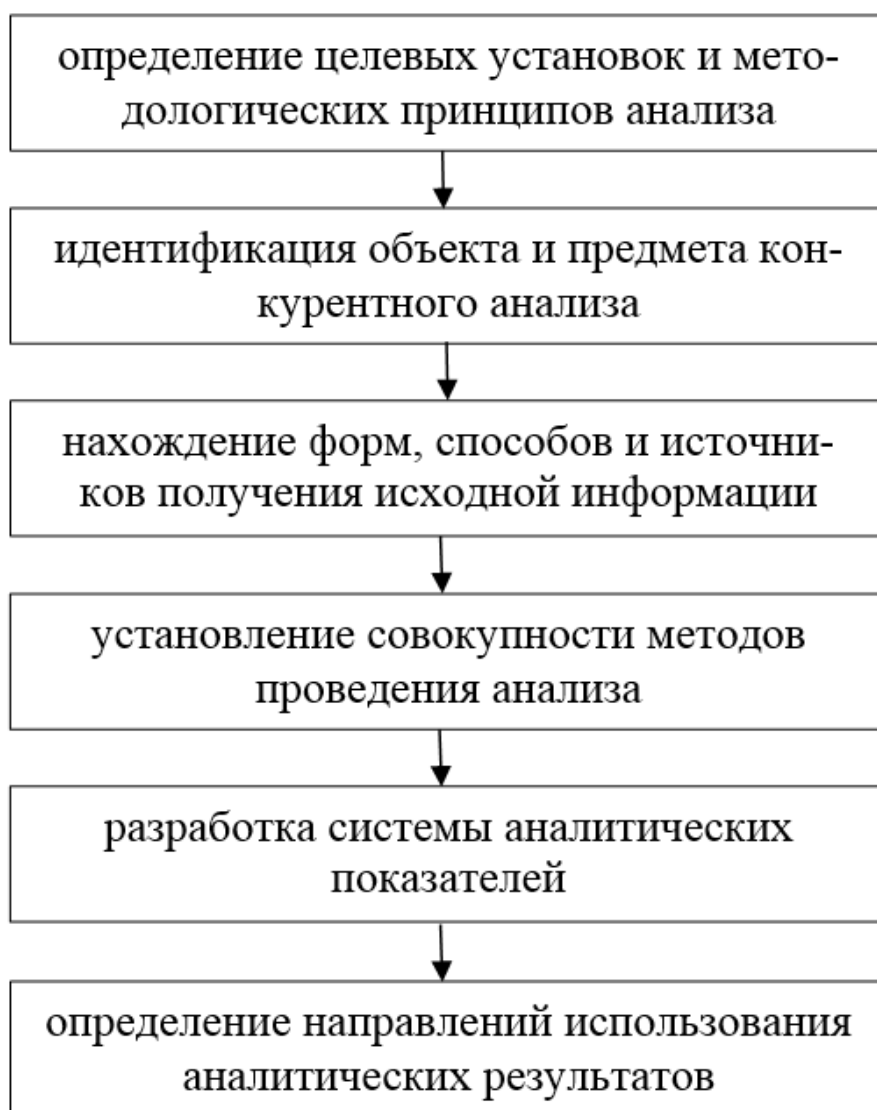 определение целевых установок и мето-
дологических принципов анализа
идентификация объекта и предмета кон-
курентного анализа
нахождение форм, способов и источни-
ков получения исходной информации
установление совокупности методов
проведения анализа
разработка системы аналитических
показателей
определение направлений использования
аналитических результатов